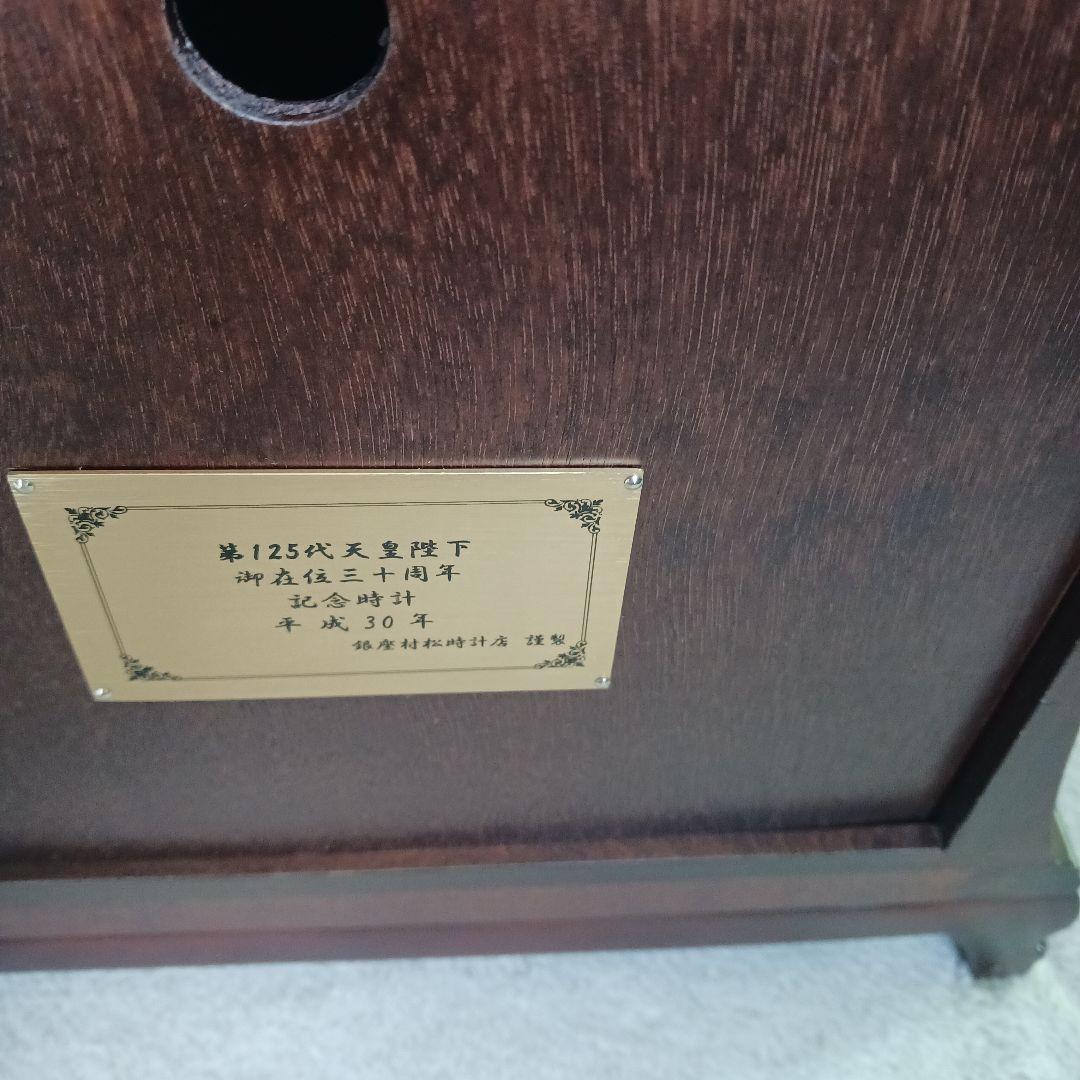 第125代天皇陛下
御在位三十周年
記念時計
平成30年
銀座村松時計店 謹製